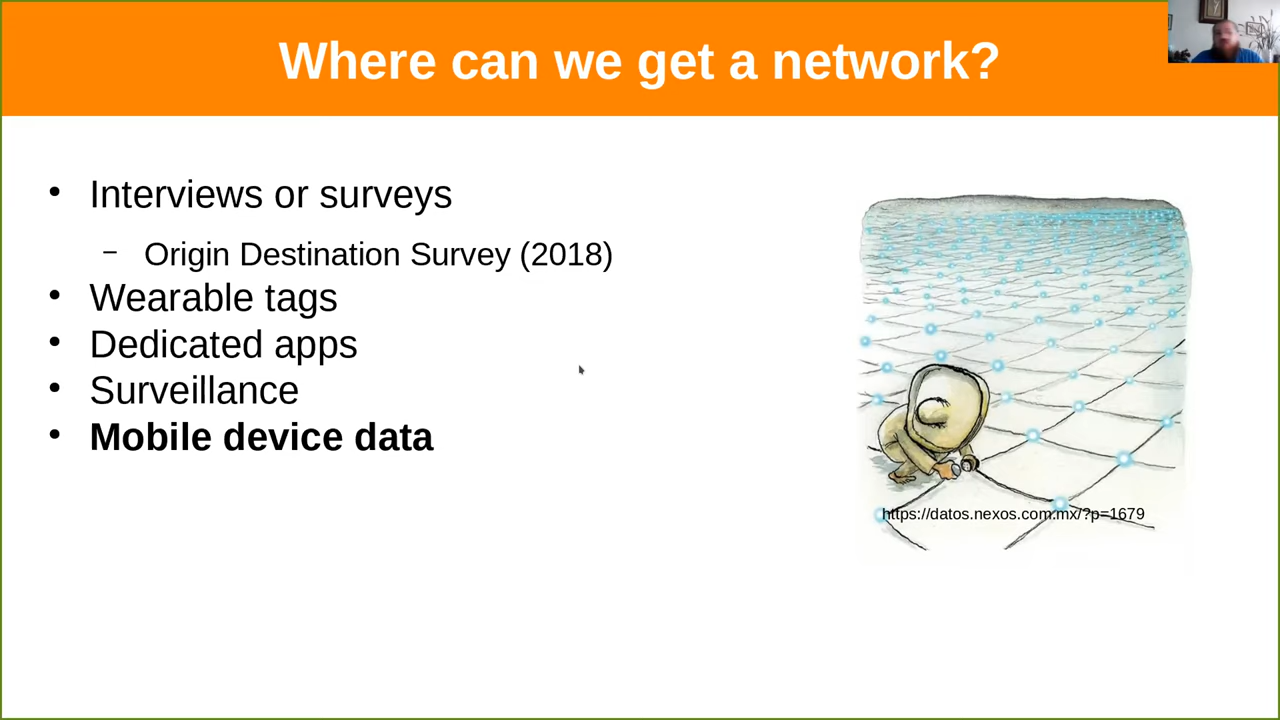 Where can we get a network?
• Interviews or surveys
– Origin Destination Survey (2018)
• Wearable tags
• Dedicated apps
• Surveillance
• Mobile device data
https://datos.nexos.com.mx/?p=1679